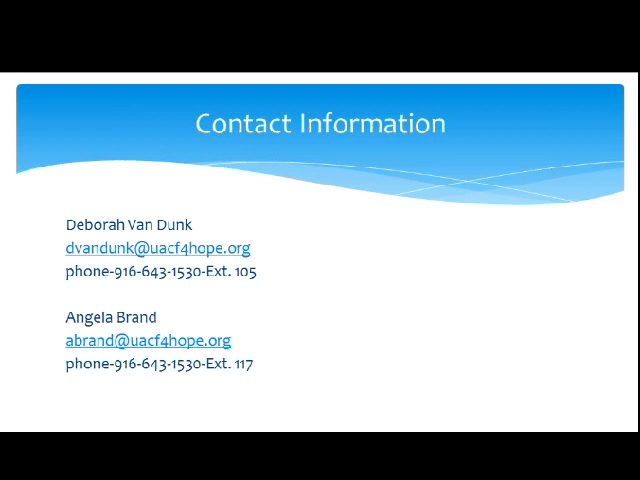 Contact Information
Deborah Van Dunk
dvandunk@uacf4hope.org
phone-916-643-1530-Ext. 105
Angela Brand
abrand@uacf4hope.org
phone-916-643-1530-Ext. 117